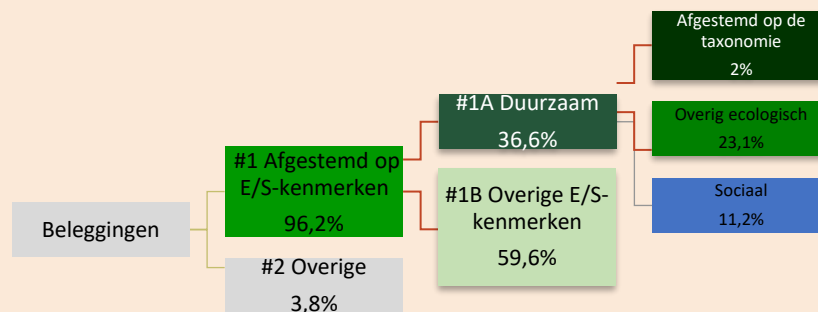 Beleggingen
#1 Afgestemd op
E/S-kenmerken
96,2%
#2 Overige
3,8%
#1A Duurzaam
36,6%
#1B Overige E/S-
kenmerken
59,6%
Afgestemd op de
taxonomie
2%
Overig ecologisch
23,1%
Sociaal
11,2%